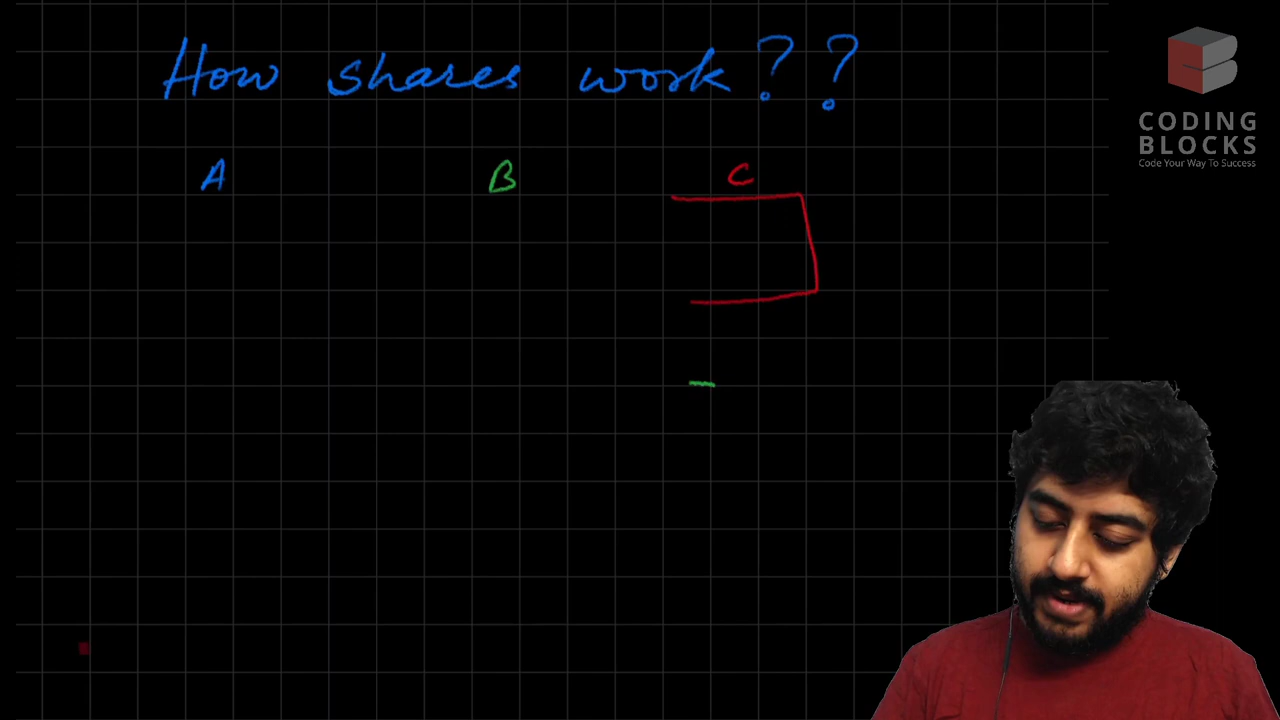 How shares work??
A B C
CODING
BLOCKS
Code Your Way To Success